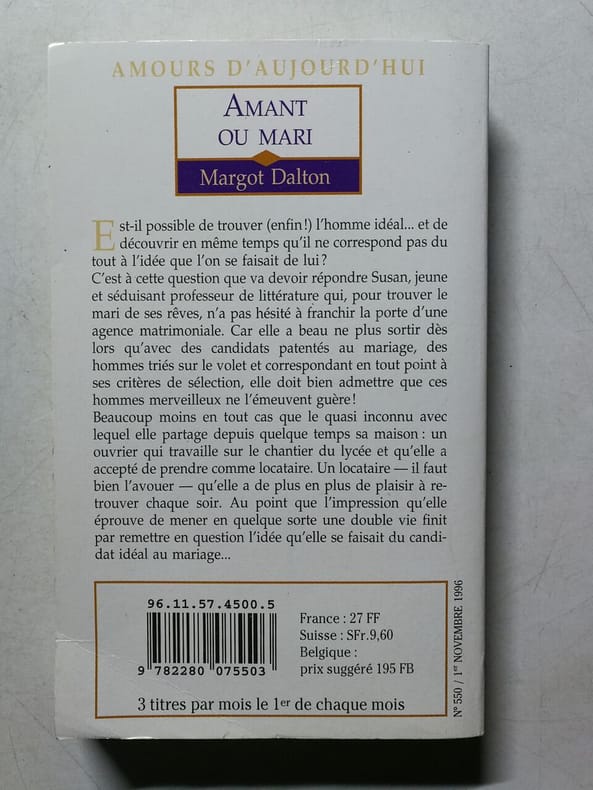 AMOURS D'AUJOURD'HUI
AMANT
OU MARI
Margot Dalton
Est-il possible de trouver (enfin!) l'homme idéal... et de
découvrir en même temps qu'il ne correspond pas du
tout à l'idée que l'on se faisait de lui?
C'est à cette question que va devoir répondre Susan, jeune
et séduisant professeur de littérature qui, pour trouver le
mari de ses rêves, n'a pas hésité à franchir la porte d'une
agence matrimoniale. Car elle a beau ne plus sortir dès
lors qu'avec des candidats patentés au mariage, des
hommes triés sur le volet et correspondant en tout point à
ses critères de sélection, elle doit bien admettre que ces
hommes merveilleux ne l'émeuvent guère!
Beaucoup moins en tout cas que le quasi inconnu avec
lequel elle partage depuis quelque temps sa maison : un
ouvrier qui travaille sur le chantier du lycée et qu'elle a
accepté de prendre comme locataire. Un locataire — il faut
bien l'avouer — qu'elle a de plus en plus de plaisir à re-
trouver chaque soir. Au point que l'impression qu'elle
éprouve de mener en quelque sorte une double vie finit
par remettre en question l'idée qu'elle se faisait du candi-
dat idéal au mariage...
96.11.57.4500.5
9 782280 075503
France : 27 FF
Suisse : SFr.9,60
Belgique :
prix suggéré 195 FB
3 titres par mois le 1er de chaque mois
N° 550 / 1er NOVEMBRE 1996